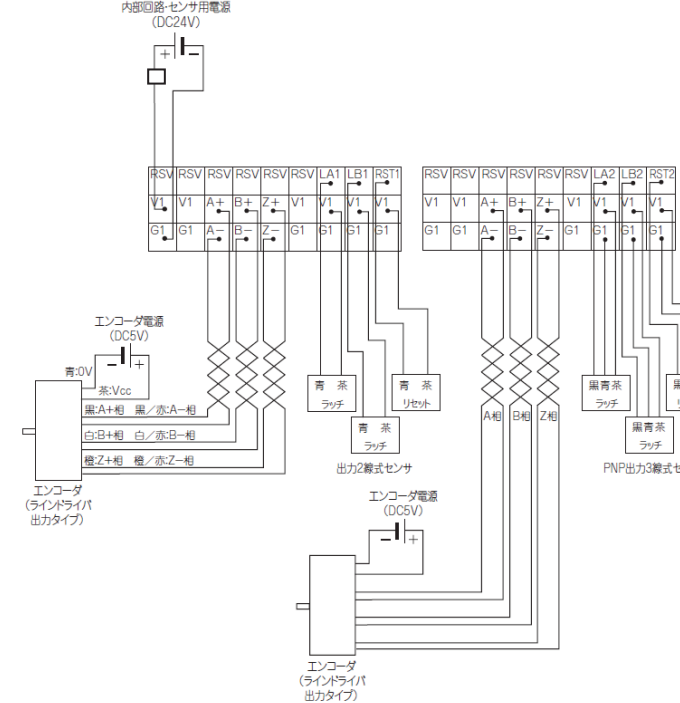 内部回路・センサ用電源
(DC24V)
+ −
RSV RSV RSV RSV RSV RSV LA1 LB1 RST1
V1 V1 A+ B+ Z+ V1 V1 V1 V1
G1 G1 A− B− Z− G1 G1 G1 G1
RSV RSV RSV RSV RSV RSV LA2 LB2 RST2
V1 V1 A+ B+ Z+ V1 V1 V1 V1
G1 G1 A− B− Z− G1 G1 G1 G1
エンコーダ電源
(DC5V)
− +
青:0V
茶:Vcc
黒:A+相 黒/赤:A−相
白:B+相 白/赤:B−相
橙:Z+相 橙/赤:Z−相
エンコーダ
(ラインドライバ
出力タイプ)
青 茶
ラッチ
青 茶
リセット
青 茶
ラッチ
出力2線式センサ
A相 B相 Z相
黒青茶
ラッチ
黒青茶
ラッチ
PNP出力3線式
エンコーダ電源
(DC5V)
− +
エンコーダ
(ラインドライバ
出力タイプ)